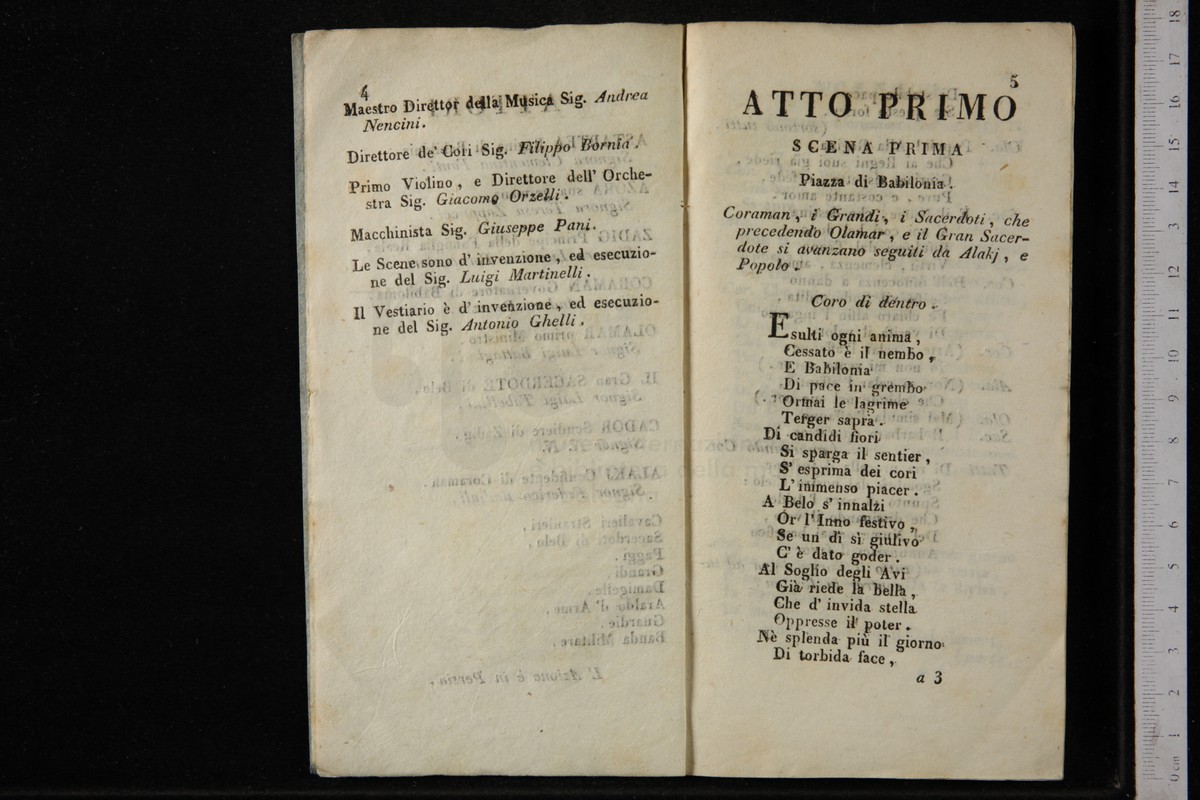 4
Maestro Direttor della Musica Sig. Andrea
Nencini.
Direttore de' Cori Sig. Filippo Bornia.
Primo Violino, e Direttore dell' Orche-
stra Sig. Giacomo Orzelli.
Macchinista Sig. Giuseppe Pani.
Le Scene sono d' invenzione, ed esecuzio-
ne del Sig. Luigi Martinelli.
Il Vestiario è d' invenzione, ed esecuzio-
ne del Sig. Antonio Ghelli.
5
ATTO PRIMO
SCENA PRIMA
Piazza di Babilonia.
Coraman, i Grandi, i Sacerdoti, che
precedendo Olamar, e il Gran Sacer-
dote si avanzano seguiti da Alakj, e
Popolo.
Coro di dentro.
Esulti ogni anima,
Cessato è il nembo,
E Babilonia
Di pace in grembo
Ormai le lagrime
Terger saprà.
Di candidi fiori
Si sparga il sentier,
S' esprima dei cori
L' immenso piacer.
A Belo s' innalzi
Or l' Inno festivo,
Se un dì si giulivo
C' è dato goder.
Al Soglio degli Avi
Già riede la bella,
Che d' invida stella
Oppresse il poter.
Nè splenda più il giorno
Di torbida face,
a 3